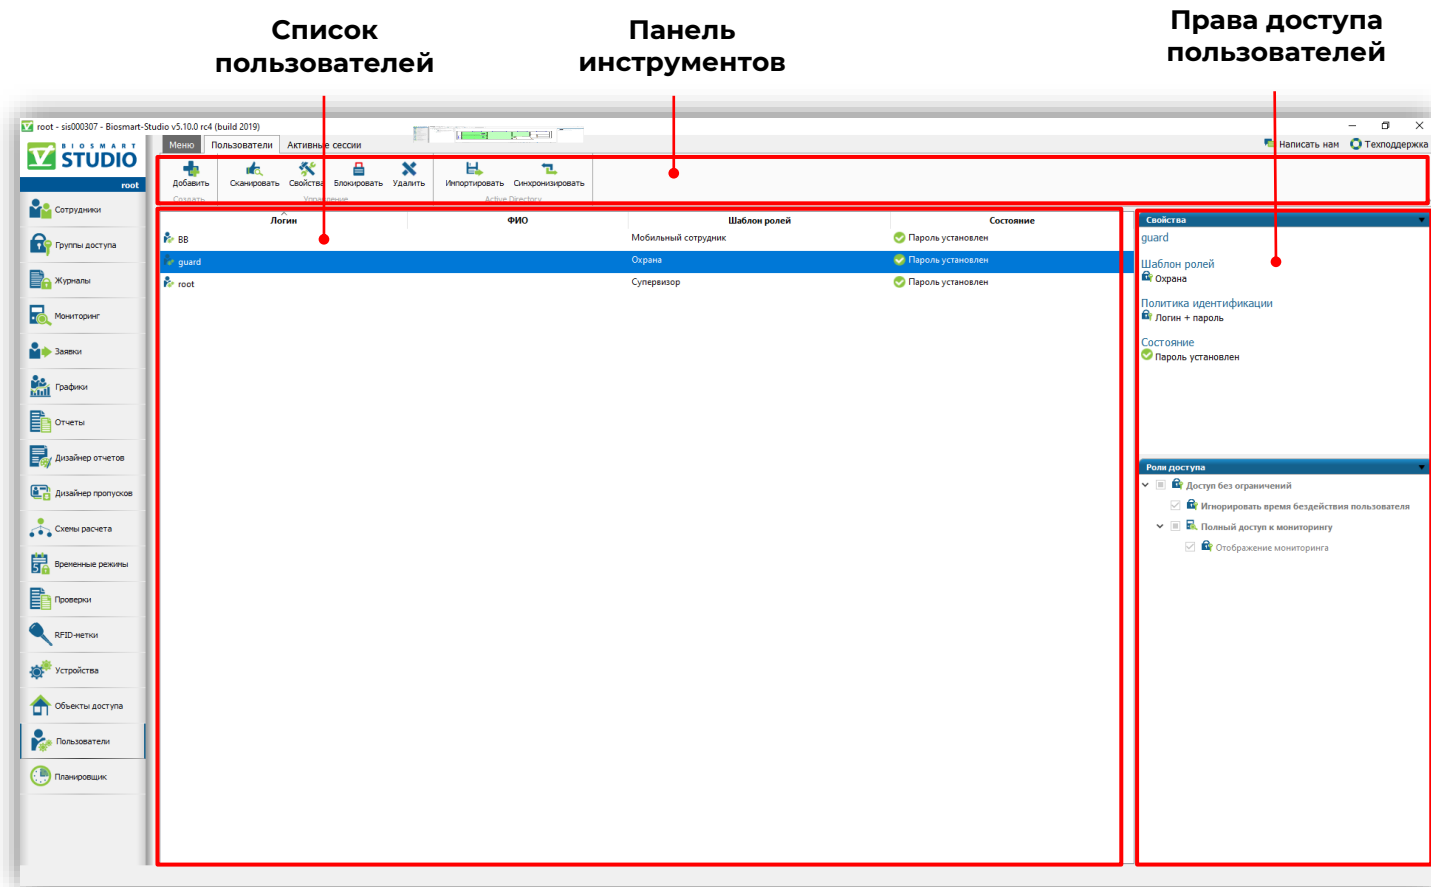 Список
пользователей
Панель
инструментов
Права доступа
пользователей
root - sis000307 - Biosmart-Studio v5.10.0 rc4 (build 2019)
BIOSMART
STUDIO
root
Меню
Пользователи
Активные сессии
Написать нам
Техподдержка
Добавить
Сканировать
Свойства
Блокировать
Удалить
Импортировать
Синхронизировать
Создать
Управление
Active Directory
Сотрудники
Группы доступа
Журналы
Мониторинг
Заявки
Графики
Отчеты
Дизайнер отчетов
Дизайнер пропусков
Схемы расчета
Временные режимы
Проверки
RFID-метки
Устройства
Объекты доступа
Пользователи
Планировщик
Логин ФИО Шаблон ролей Состояние
BB Мобильный сотрудник Пароль установлен
guard Охрана Пароль установлен
root Супервизор Пароль установлен
Свойства
guard
Шаблон ролей
Охрана
Политика идентификации
Логин + пароль
Состояние
Пароль установлен
Роли доступа
Доступ без ограничений
Игнорировать время бездействия пользователя
Полный доступ к мониторингу
Отображение мониторинга